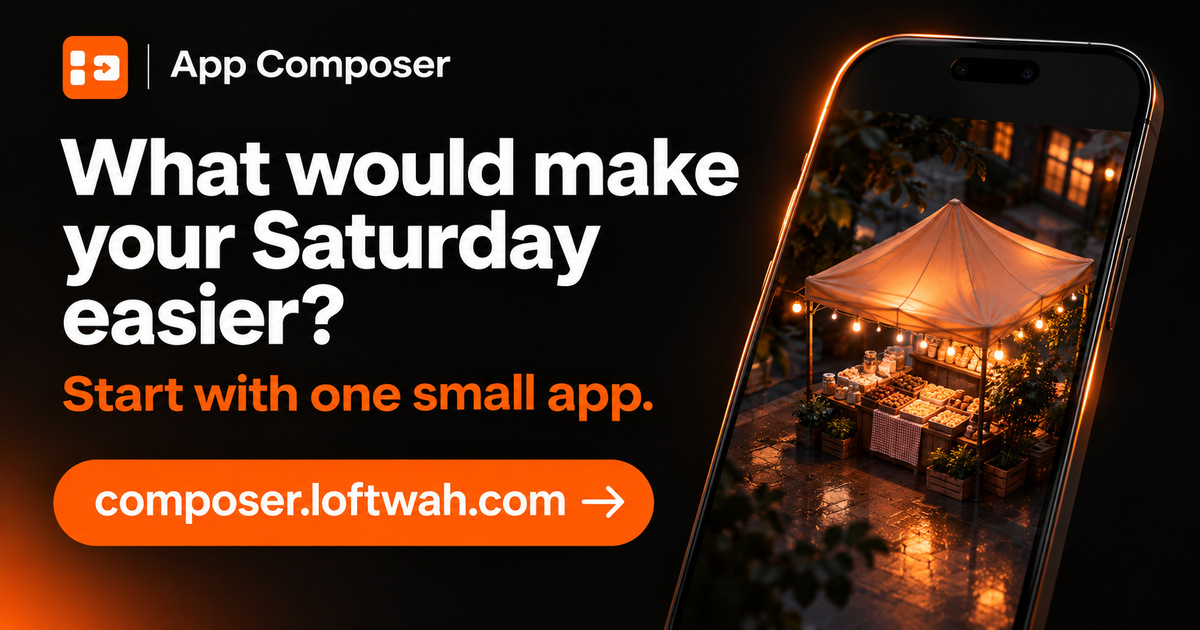 App Composer
What would make
your Saturday
easier?
Start with one small app.
composer.loftwah.com →